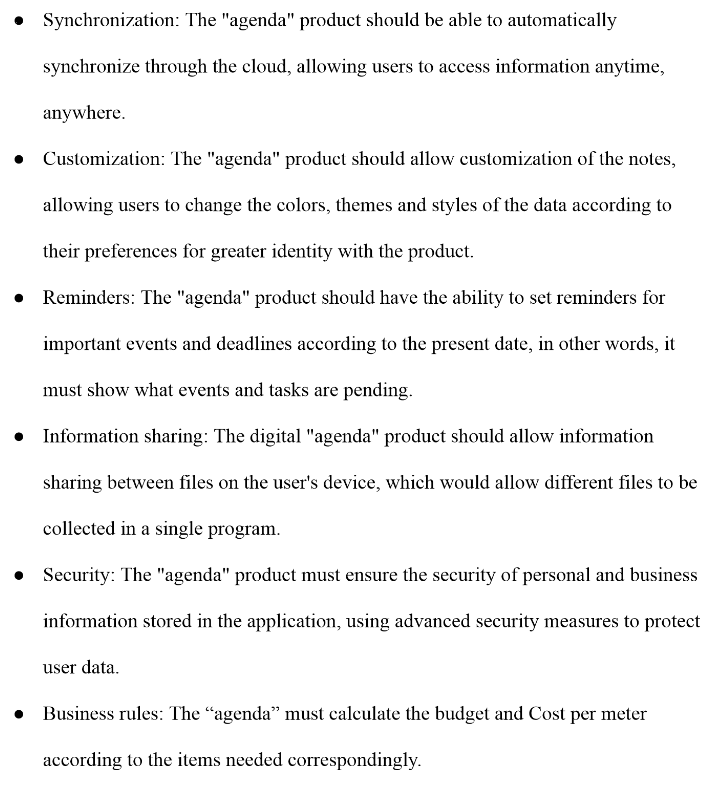 ● Synchronization: The "agenda" product should be able to automatically
synchronize through the cloud, allowing users to access information anytime,
anywhere.
● Customization: The "agenda" product should allow customization of the notes,
allowing users to change the colors, themes and styles of the data according to
their preferences for greater identity with the product.
● Reminders: The "agenda" product should have the ability to set reminders for
important events and deadlines according to the present date, in other words, it
must show what events and tasks are pending.
● Information sharing: The digital "agenda" product should allow information
sharing between files on the user's device, which would allow different files to be
collected in a single program.
● Security: The "agenda" product must ensure the security of personal and business
information stored in the application, using advanced security measures to protect
user data.
● Business rules: The “agenda” must calculate the budget and Cost per meter
according to the items needed correspondingly.